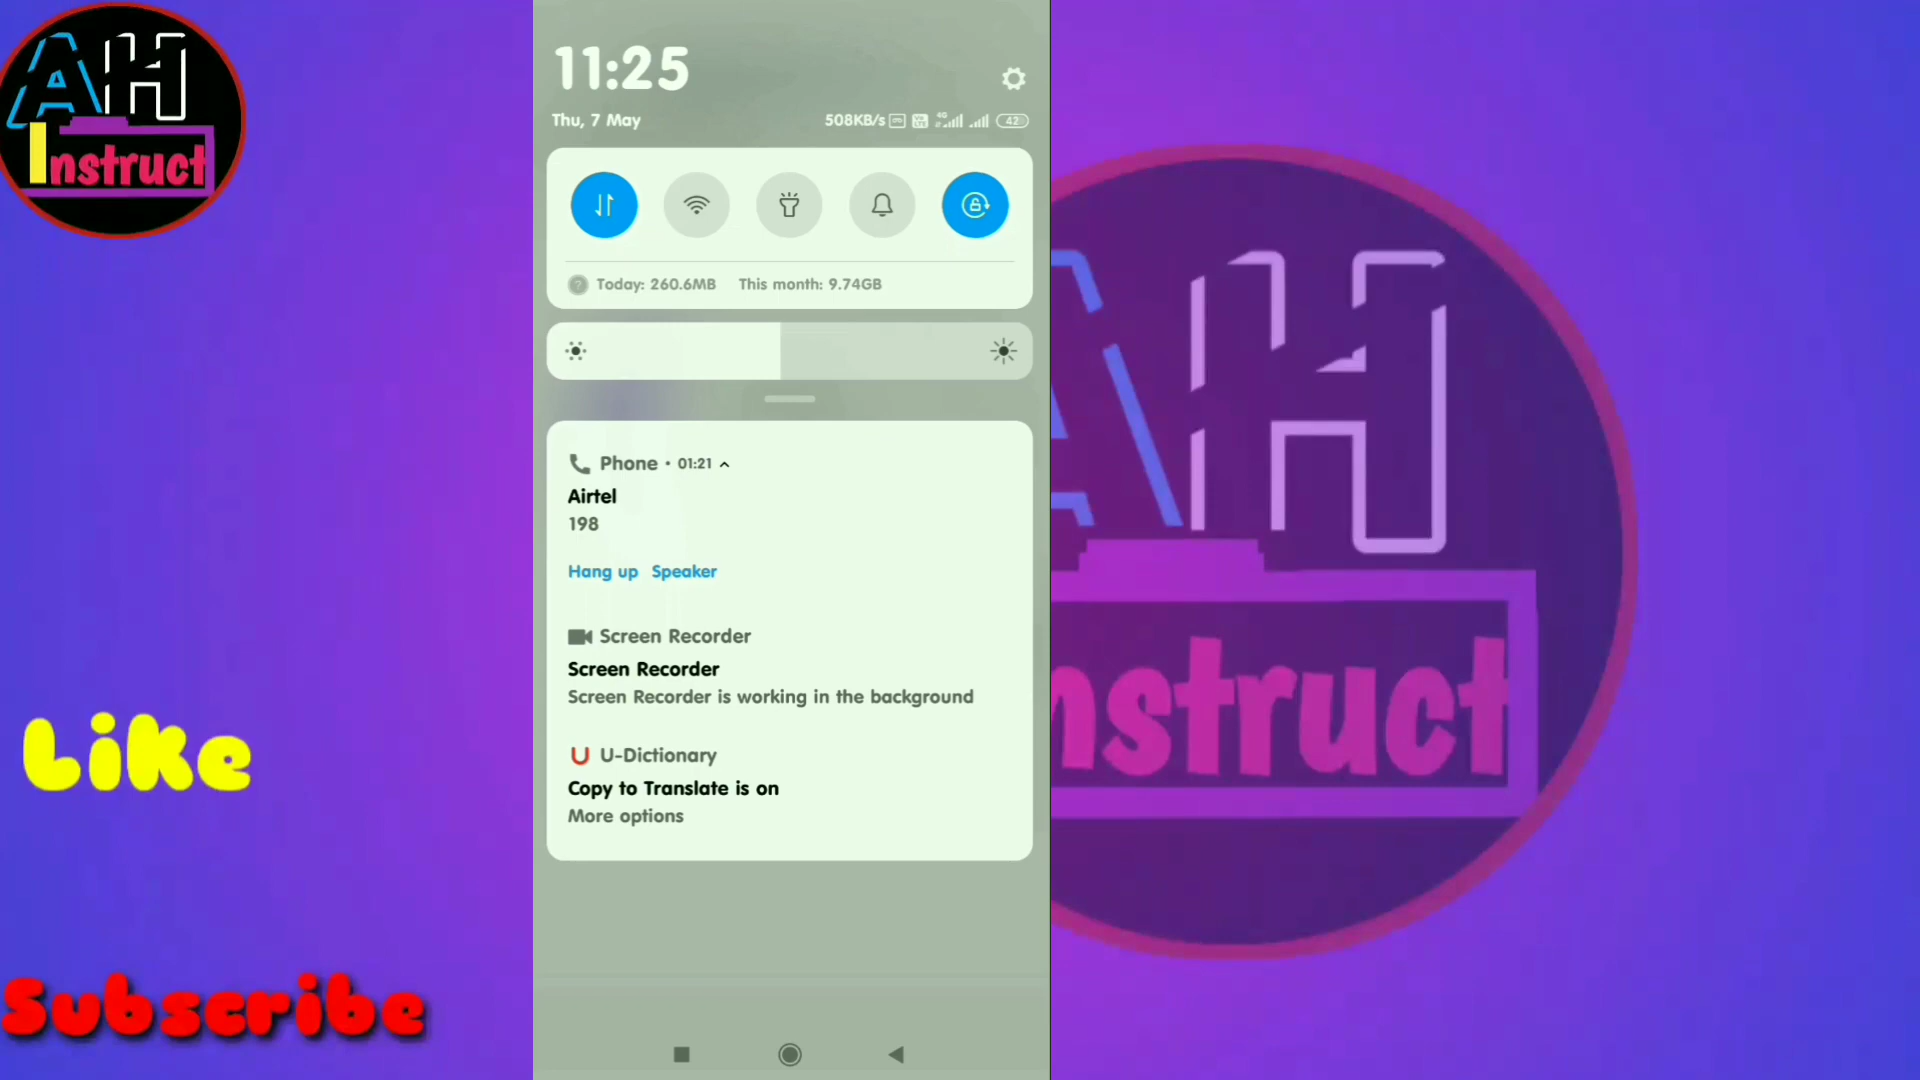 AH
Instruct
11:25
Thu, 7 May
508KB/s
4G
42
Today: 260.6MB This month: 9.74GB
Phone • 01:21
Airtel
198
Hang up Speaker
Screen Recorder
Screen Recorder
Screen Recorder is working in the background
U-Dictionary
Copy to Translate is on
More options
AH
nstruct
Like
Subscribe